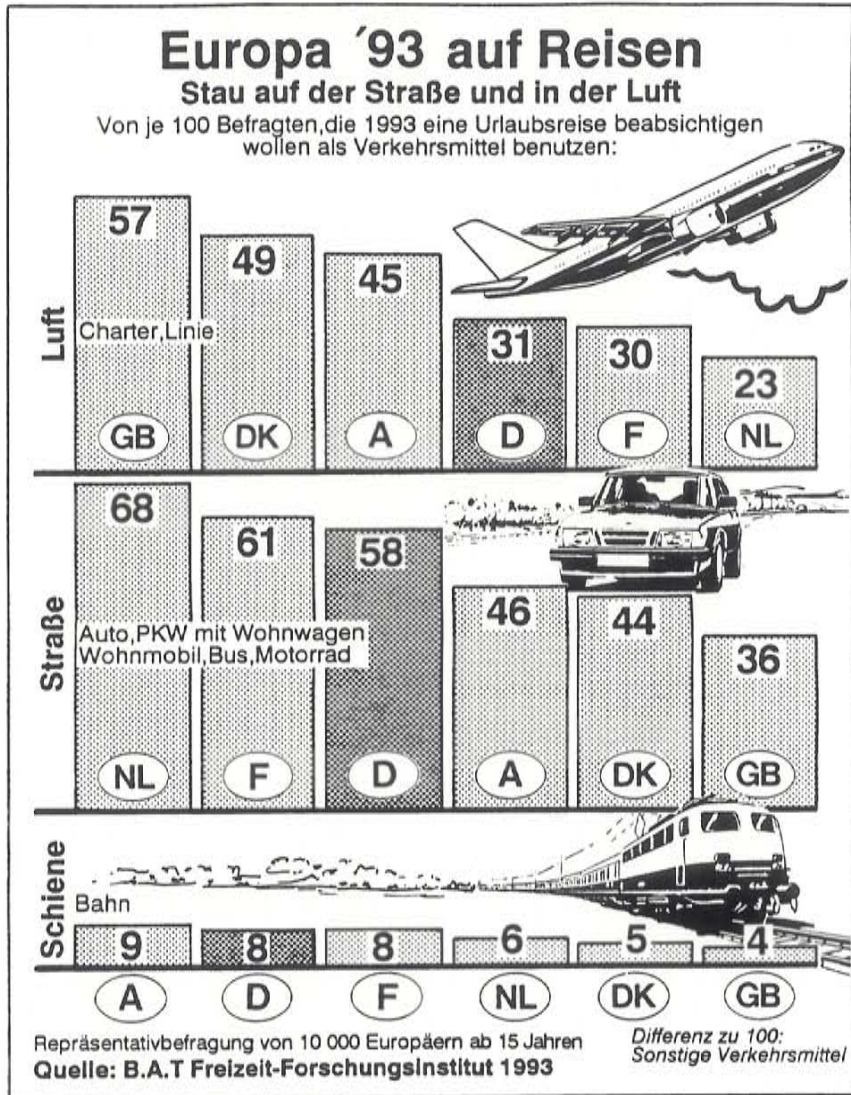 Europa ´93 auf Reisen
Stau auf der Straße und in der Luft
Von je 100 Befragten,die 1993 eine Urlaubsreise beabsichtigen
wollen als Verkehrsmittel benutzen:
Luft
57
49
45
31
30
23
Charter,Linie
GB
DK
A
D
F
NL
Straße
68
61
58
46
44
36
Auto,PKW mit Wohnwagen
Wohnmobil,Bus,Motorrad
NL
F
D
A
DK
GB
Schiene
Bahn
9
8
8
6
5
4
A
D
F
NL
DK
GB
Repräsentativbefragung von 10 000 Europäern ab 15 Jahren
Quelle: B.A.T Freizeit-Forschungsinstitut 1993
Differenz zu 100:
Sonstige Verkehrsmittel